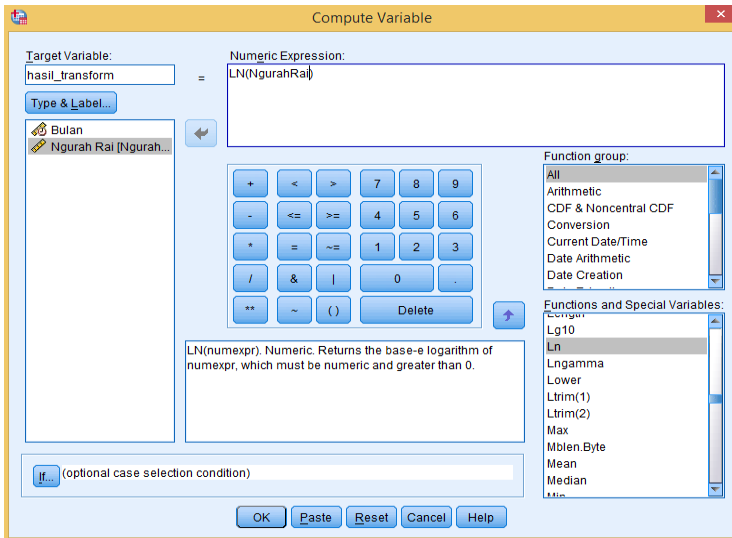 Compute Variable
Target Variable:
hasil_transform
=
Numeric Expression:
LN(NgurahRai)
Type & Label...
Bulan
Ngurah Rai [Ngurah...
+ < > 7 8 9
- <= >= 4 5 6
* = ~= 1 2 3
/ & | 0 .
** ~ ( ) Delete
Function group:
All
Arithmetic
CDF & Noncentral CDF
Conversion
Current Date/Time
Date Arithmetic
Date Creation
Functions and Special Variables:
Length
Lg10
Ln
Lngamma
Lower
Ltrim(1)
Ltrim(2)
Max
Mblen.Byte
Mean
Median
Min
LN(numexpr). Numeric. Returns the base-e logarithm of
numexpr, which must be numeric and greater than 0.
If... (optional case selection condition)
OK Paste Reset Cancel Help